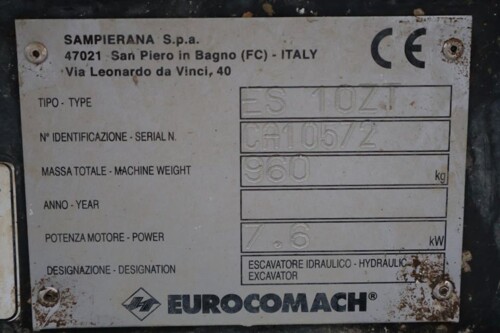 SAMPIERANA S.p.a.
47021 San Piero in Bagno (FC) - ITALY
Via Leonardo da Vinci, 40
CE
TIPO - TYPE ES 10ZT
N° IDENTIFICAZIONE - SERIAL N.
MASSA TOTALE - MACHINE WEIGHT 960 kg
ANNO - YEAR
POTENZA MOTORE - POWER 7.6 kW
DESIGNAZIONE - DESIGNATION ESCAVATORE IDRAULICO - HYDRAULIC EXCAVATOR
EUROCOMACH®